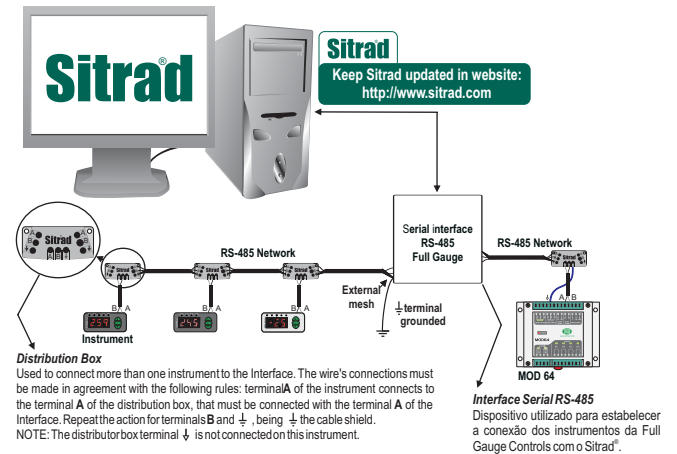 Sitrad®
Sitrad
Keep Sitrad updated in website:
http://www.sitrad.com
Serial interface
RS-485
Full Gauge
A
B
Sitrad
A
B
A B
RS-485 Network
RS-485 Network
Sitrad
Sitrad
Sitrad
Sitrad
External
mesh
terminal
grounded
B A
B A
B A
A B
Instrument
MOD64
MOD 64
Distribution Box
Used to connect more than one instrument to the Interface. The wire's connections must
be made in agreement with the following rules: terminal A of the instrument connects to
the terminal A of the distribution box, that must be connected with the terminal A of the
Interface. Repeat the action for terminals B and ⏚ , being ⏚ the cable shield.
NOTE: The distributor box terminal ⏚ is not connected on this instrument.
Interface Serial RS-485
Dispositivo utilizado para estabelecer
a conexão dos instrumentos da Full
Gauge Controls com o Sitrad®.